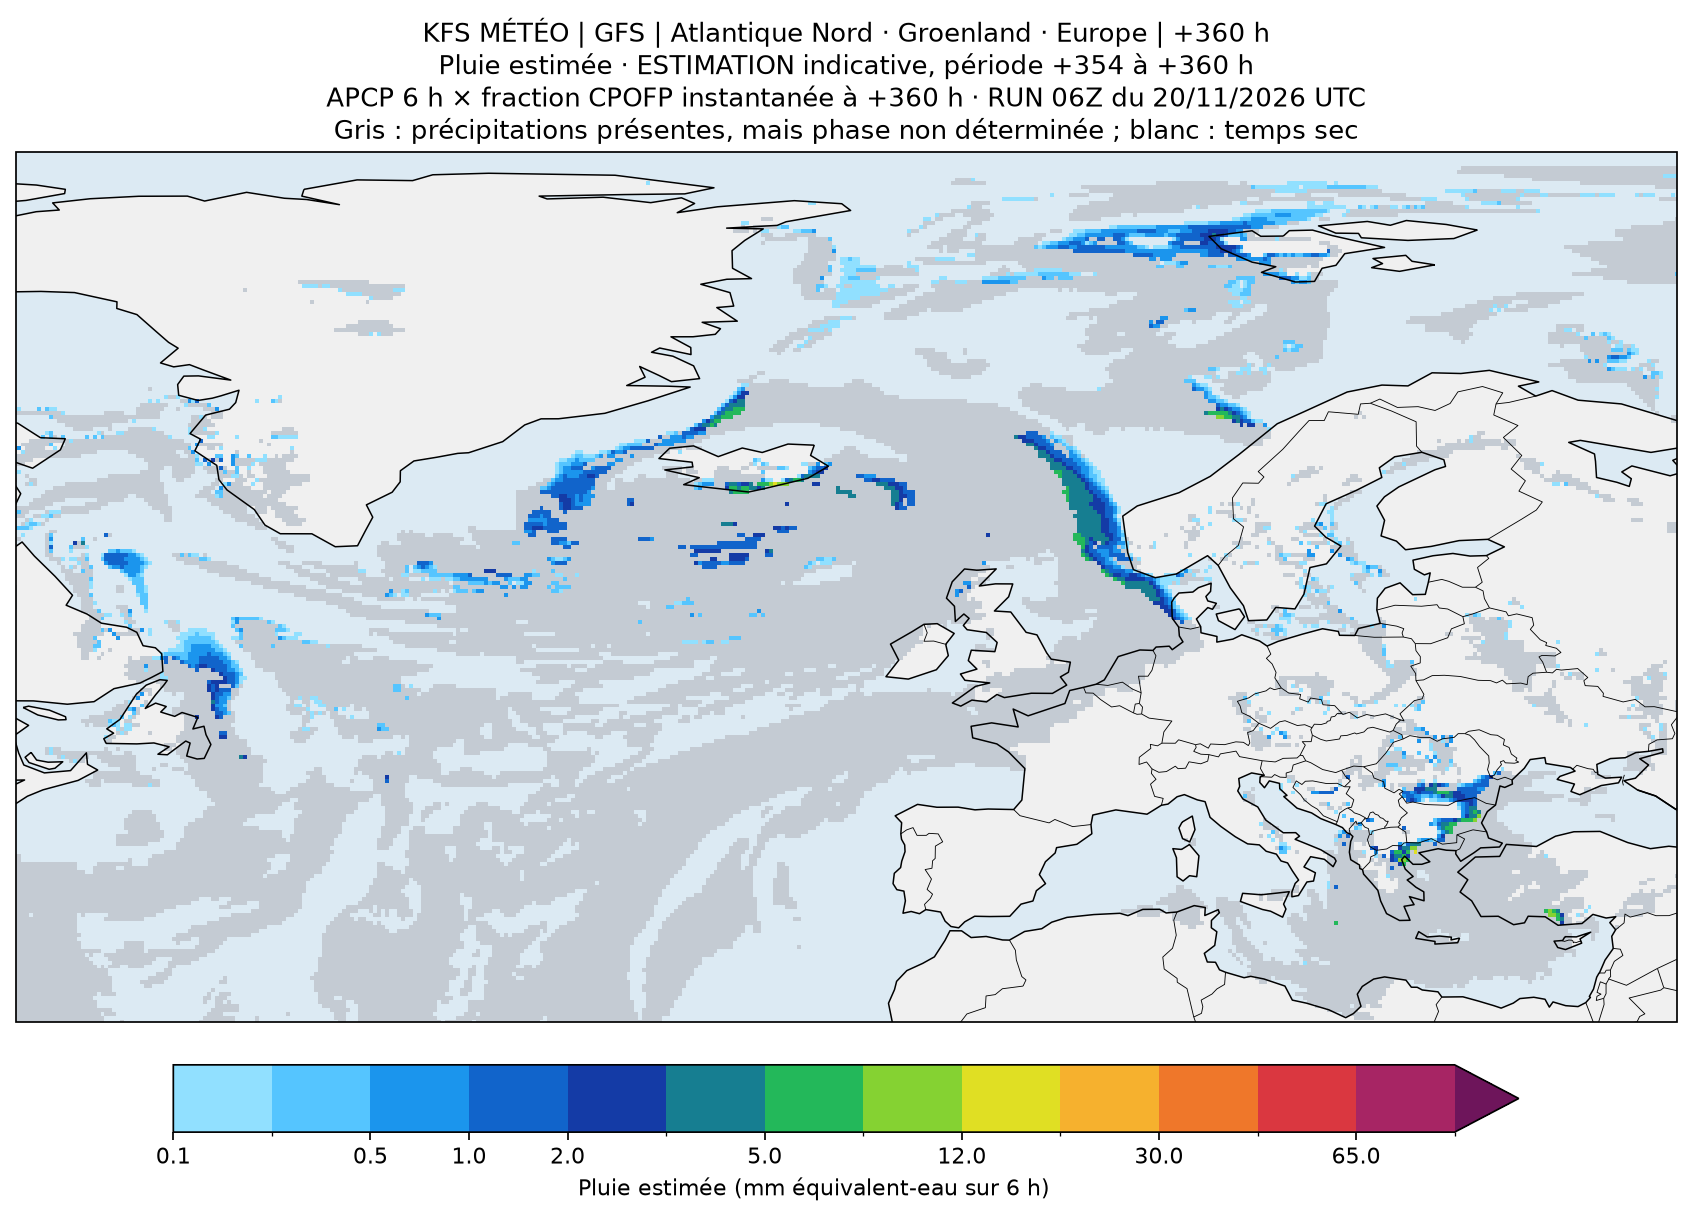 KFS MÉTÉO | GFS | Atlantique Nord · Groenland · Europe | +360 h
Pluie estimée · ESTIMATION indicative, période +354 à +360 h
APCP 6 h × fraction CPOFP instantanée à +360 h · RUN 06Z du 20/11/2026 UTC
Gris : précipitations présentes, mais phase non déterminée ; blanc : temps sec
0.1 0.5 1.0 2.0 5.0 12.0 30.0 65.0
Pluie estimée (mm équivalent-eau sur 6 h)